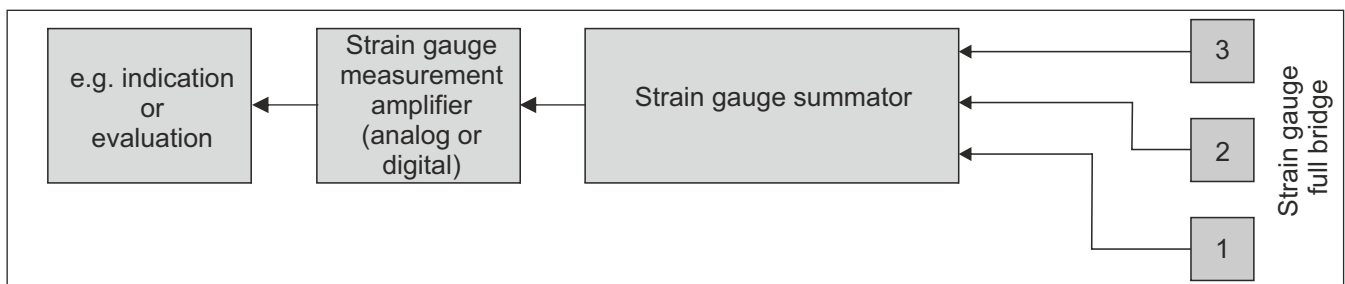 e.g. indication
or
evaluation
Strain gauge
measurement
amplifier
(analog or
digital)
Strain gauge summator
3
2
1
Strain gauge
full bridge